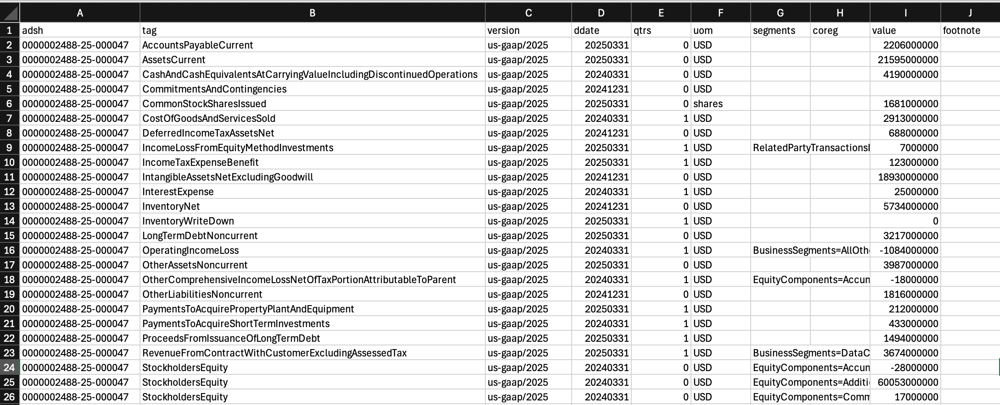 A B C D E F G H I J
1 adsh tag version ddate qtrs uom segments coreg value footnote
2 0000002488-25-000047 AccountsPayableCurrent us-gaap/2025 20250331 0 USD 2206000000
3 0000002488-25-000047 AssetsCurrent us-gaap/2025 20250331 0 USD 21595000000
4 0000002488-25-000047 CashAndCashEquivalentsAtCarryingValueIncludingDiscontinuedOperations us-gaap/2025 20240331 0 USD 4190000000
5 0000002488-25-000047 CommitmentsAndContingencies us-gaap/2025 20241231 0 USD
6 0000002488-25-000047 CommonStockSharesIssued us-gaap/2025 20250331 0 shares 1681000000
7 0000002488-25-000047 CostOfGoodsAndServicesSold us-gaap/2025 20240331 1 USD 2913000000
8 0000002488-25-000047 DeferredIncomeTaxAssetsNet us-gaap/2025 20241231 0 USD 688000000
9 0000002488-25-000047 IncomeLossFromEquityMethodInvestments us-gaap/2025 20250331 1 USD RelatedPartyTransactions 7000000
10 0000002488-25-000047 IncomeTaxExpenseBenefit us-gaap/2025 20250331 1 USD 123000000
11 0000002488-25-000047 IntangibleAssetsNetExcludingGoodwill us-gaap/2025 20241231 0 USD 18930000000
12 0000002488-25-000047 InterestExpense us-gaap/2025 20240331 1 USD 25000000
13 0000002488-25-000047 InventoryNet us-gaap/2025 20241231 0 USD 5734000000
14 0000002488-25-000047 InventoryWriteDown us-gaap/2025 20250331 1 USD 0
15 0000002488-25-000047 LongTermDebtNoncurrent us-gaap/2025 20250331 0 USD 3217000000
16 0000002488-25-000047 OperatingIncomeLoss us-gaap/2025 20240331 1 USD BusinessSegments=AllOth -1084000000
17 0000002488-25-000047 OtherAssetsNoncurrent us-gaap/2025 20250331 0 USD 3987000000
18 0000002488-25-000047 OtherComprehensiveIncomeLossNetOfTaxPortionAttributableToParent us-gaap/2025 20240331 1 USD EquityComponents=Accum -18000000
19 0000002488-25-000047 OtherLiabilitiesNoncurrent us-gaap/2025 20241231 0 USD 1816000000
20 0000002488-25-000047 PaymentsToAcquirePropertyPlantAndEquipment us-gaap/2025 20250331 1 USD 212000000
21 0000002488-25-000047 PaymentsToAcquireShortTermInvestments us-gaap/2025 20240331 1 USD 433000000
22 0000002488-25-000047 ProceedsFromIssuanceOfLongTermDebt us-gaap/2025 20250331 1 USD 1494000000
23 0000002488-25-000047 RevenueFromContractWithCustomerExcludingAssessedTax us-gaap/2025 20250331 1 USD BusinessSegments=DataC 3674000000
24 0000002488-25-000047 StockholdersEquity us-gaap/2025 20240331 0 USD EquityComponents=Accum -28000000
25 0000002488-25-000047 StockholdersEquity us-gaap/2025 20240331 0 USD EquityComponents=Additi 60053000000
26 0000002488-25-000047 StockholdersEquity us-gaap/2025 20240331 0 USD EquityComponents=Comm 17000000